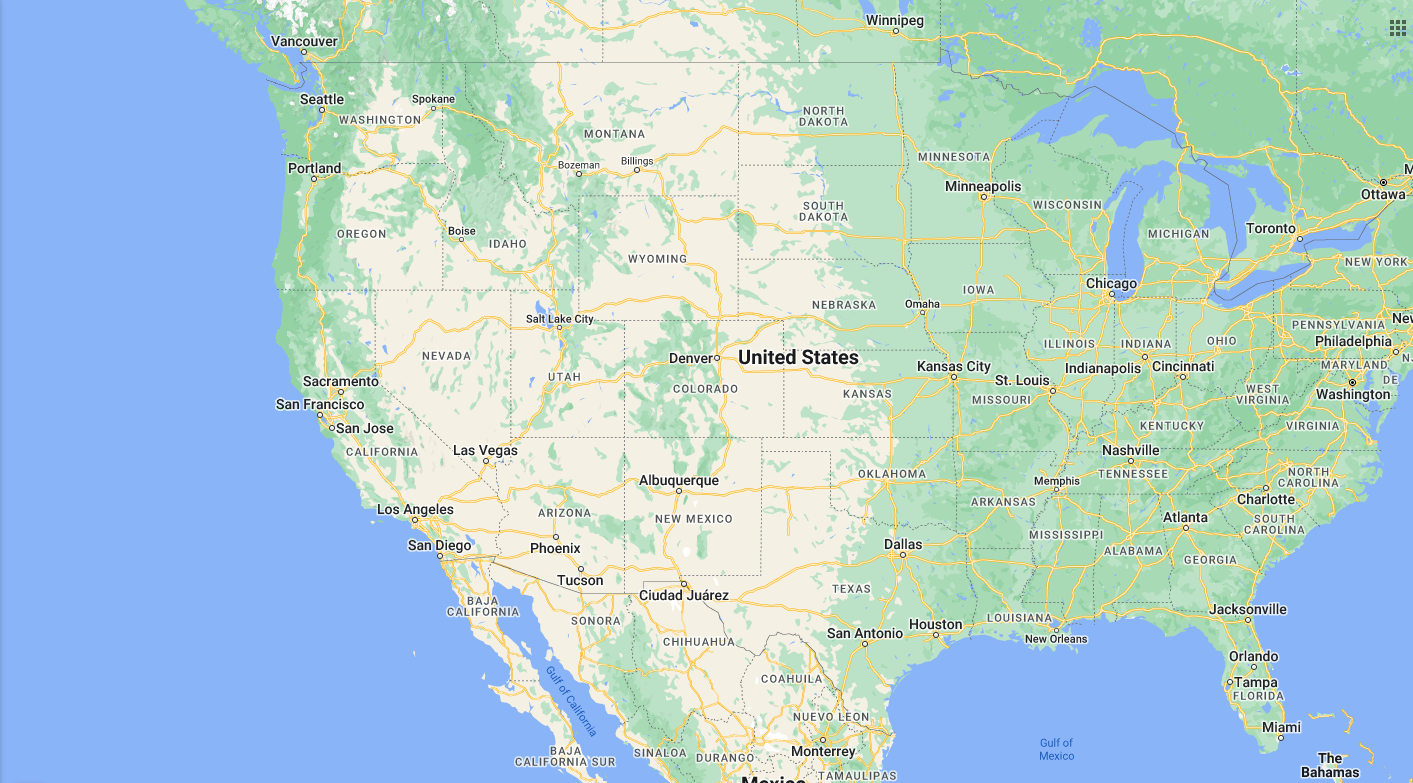 Winnipeg
Vancouver
Seattle
Spokane
WASHINGTON
NORTH
DAKOTA
MONTANA
MINNESOTA
Bozeman
Billings
Portland
Minneapolis
Ottawa
SOUTH
DAKOTA
WISCONSIN
OREGON
Boise
IDAHO
MICHIGAN
Toronto
WYOMING
NEW YORK
Chicago
IOWA
NEBRASKA
Omaha
Salt Lake City
PENNSYLVANIA
Philadelphia
NEVADA
Denver
United States
ILLINOIS
INDIANA
OHIO
MARYLAND
UTAH
COLORADO
Kansas City
St. Louis
Indianapolis
Cincinnati
DE
Sacramento
KANSAS
MISSOURI
WEST
VIRGINIA
Washington
San Francisco
San Jose
KENTUCKY
VIRGINIA
CALIFORNIA
Las Vegas
Nashville
Albuquerque
OKLAHOMA
Memphis
TENNESSEE
NORTH
CAROLINA
Los Angeles
ARIZONA
NEW MEXICO
ARKANSAS
Charlotte
Atlanta
SOUTH
CAROLINA
San Diego
Phoenix
Dallas
MISSISSIPPI
ALABAMA
GEORGIA
Tucson
Ciudad Juárez
TEXAS
BAJA
CALIFORNIA
SONORA
Jacksonville
CHIHUAHUA
San Antonio
Houston
LOUISIANA
New Orleans
Orlando
Gulf of California
COAHUILA
Tampa
FLORIDA
NUEVO LEON
Miami
BAJA
CALIFORNIA SUR
SINALOA
DURANGO
Monterrey
Gulf of
Mexico
The
Bahamas
Mexico
TAMAULIPAS